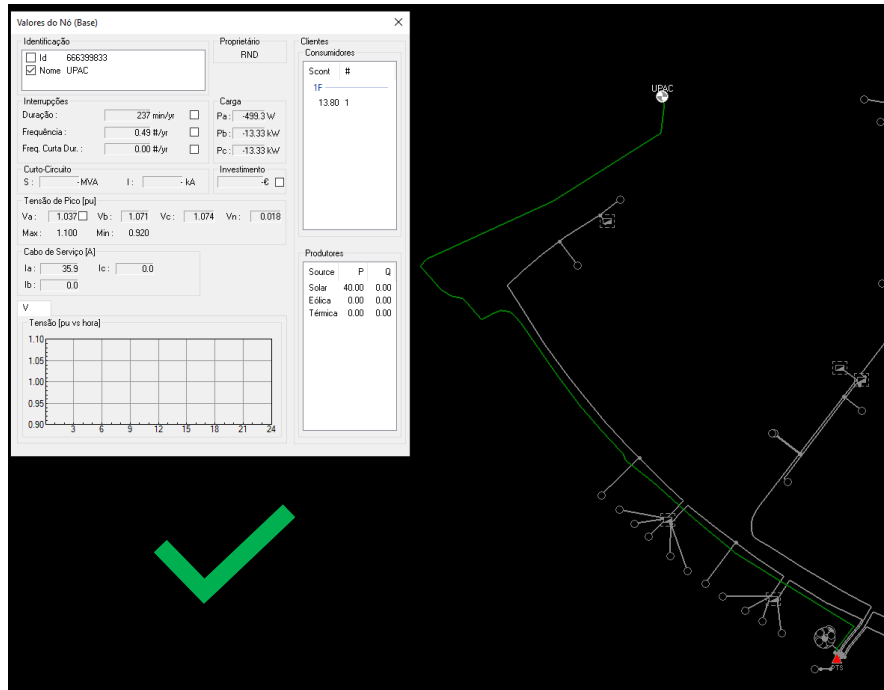 Valores do Nó (Base)
Identificação
Id 666399833
Nome UPAC
Proprietário
RND
Interrupções
Duração : 237 min/yr
Frequência : 0.49 #/yr
Freq. Curta Dur. : 0.00 #/yr
Carga
Pa : -499.3 W
Pb : -13.33 kW
Pc : -13.33 kW
Curto-Circuito
S : - MVA I : - kA
Investimento
-€
Tensão de Pico [pu]
Va : 1.037 Vb : 1.071 Vc : 1.074 Vn : 0.018
Max : 1.100 Min : 0.920
Cabo de Serviço [A]
Ia : 35.9 Ic : 0.0
Ib : 0.0
V
Tensão [pu vs hora]
1.10
1.05
1.00
0.95
0.90
3 6 9 12 15 18 21 24
Clientes
Consumidores
Scont #
1F
13.80 1
Produtores
Source P Q
Solar 40.00 0.00
Eólica 0.00 0.00
Térmica 0.00 0.00
UPAC
PTS